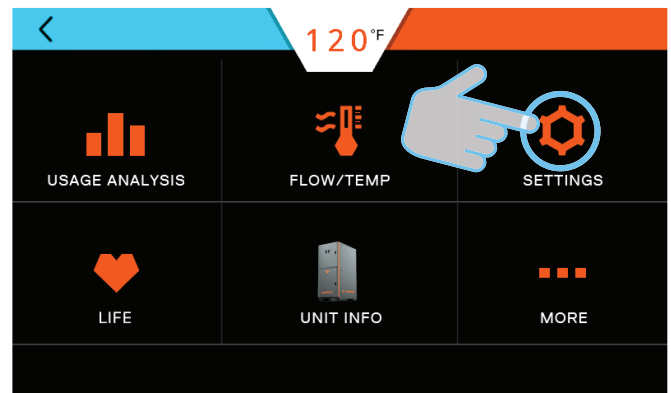 120°F
USAGE ANALYSIS
FLOW/TEMP
SETTINGS
LIFE
UNIT INFO
MORE